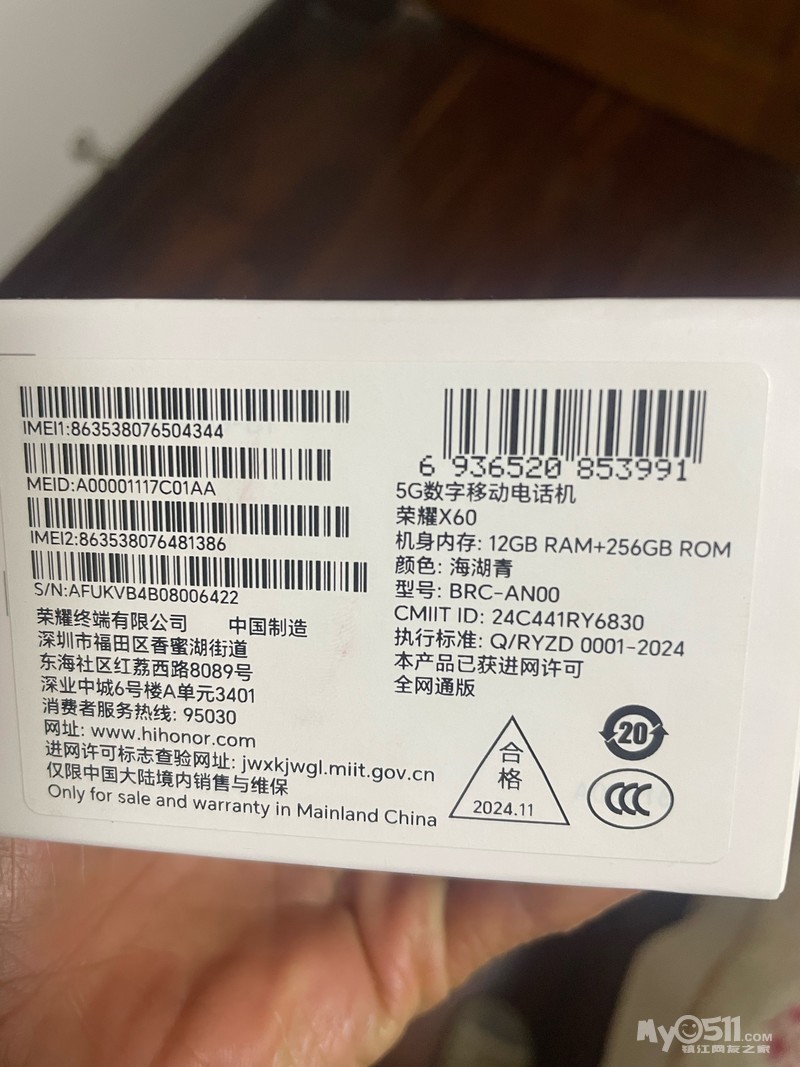 IMEI1:863538076504344
MEID:A00001117C01AA
IMEI2:863538076481386
S/N:AFUKVB4B08006422
荣耀终端有限公司 中国制造
深圳市福田区香蜜湖街道
东海社区红荔西路8089号
深业中城6号楼A单元3401
消费者服务热线: 95030
网址: www.hihonor.com
进网许可标志查验网址: jwxkjwgl.miit.gov.cn
仅限中国大陆境内销售与维保
Only for sale and warranty in Mainland China
6 936520 853991
5G数字移动电话机
荣耀X60
机身内存: 12GB RAM+256GB ROM
颜色: 海湖青
型号: BRC-AN00
CMIIT ID: 24C441RY6830
执行标准: Q/RYZD 0001-2024
本产品已获进网许可
全网通版
合
格
2024.11
20
CCC
My0511.COM
镇江网友之家